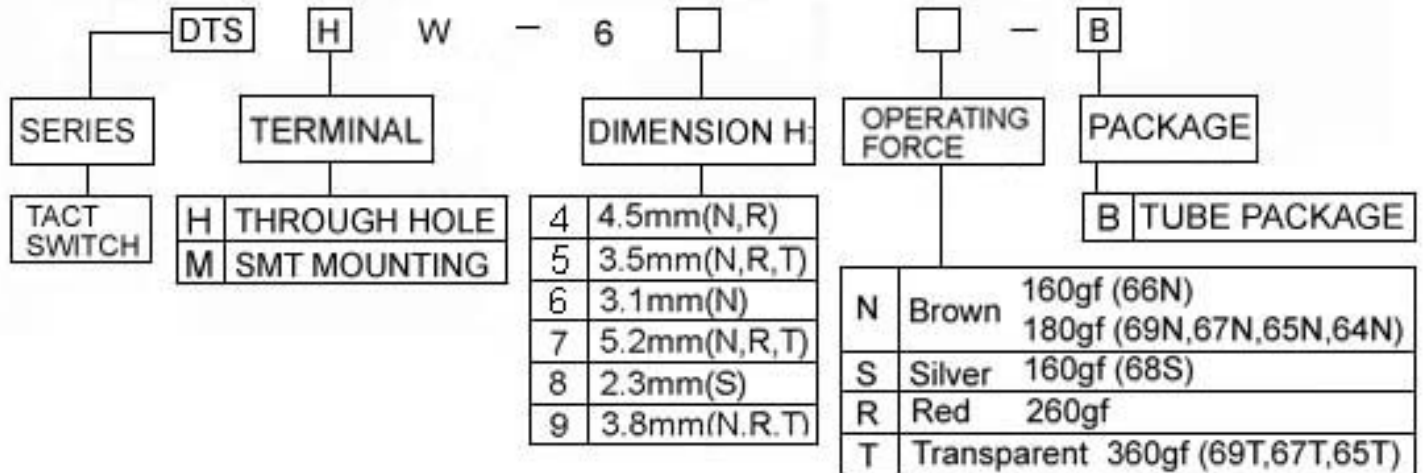 DTS H W - 6 □ □ - B
SERIES
TERMINAL
DIMENSION H:
OPERATING FORCE
PACKAGE
TACT SWITCH
H THROUGH HOLE
M SMT MOUNTING
4 4.5mm(N,R)
5 3.5mm(N,R,T)
6 3.1mm(N)
7 5.2mm(N,R,T)
8 2.3mm(S)
9 3.8mm(N.R.T)
N Brown 160gf (66N)
180gf (69N,67N,65N,64N)
S Silver 160gf (68S)
R Red 260gf
T Transparent 360gf (69T,67T,65T)
B TUBE PACKAGE